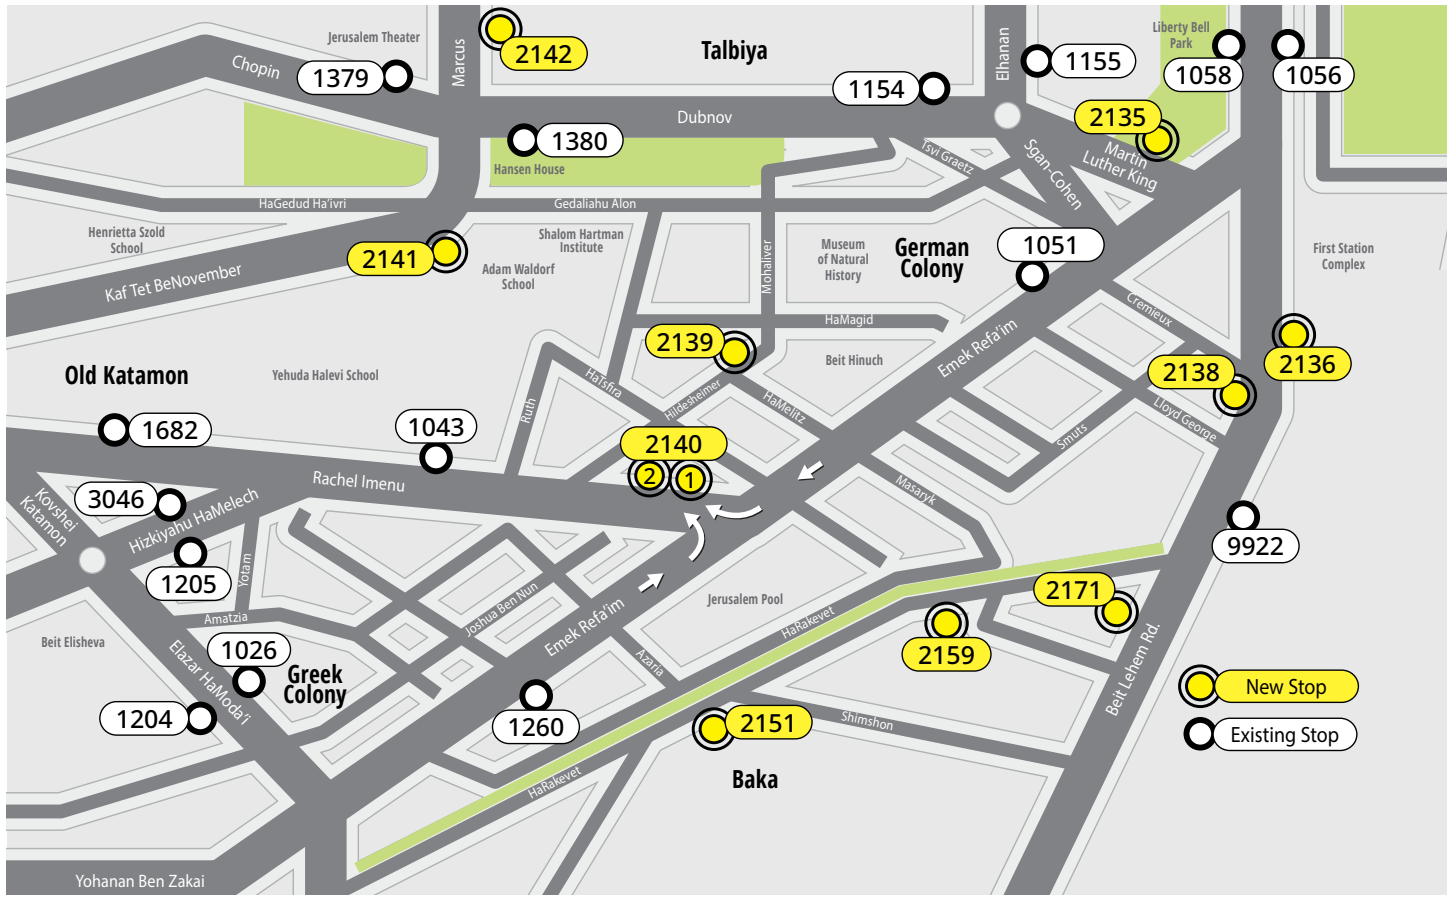 2142
Talbiya
Liberty Bell
Park
Jerusalem Theater
Marcus
Elhanan
Chopin
1379
1155
1058
1056
1154
Dubnov
2135
1380
Tsvi Graetz
Sgan-Cohen
Martin
Luther King
Hansen House
HaGedud Ha'ivri
Gedaliahu Alon
Henrietta Szold
School
Shalom Hartman
Institute
Mohaliver
Museum
of Natural
History
German
Colony
1051
First Station
Complex
2141
Adam Waldorf
School
Kaf Tet BeNovember
Cremieux
HaMagid
2139
Emek Refa'im
Beit Hinuch
2136
Old Katamon
Yehuda Halevi School
HaTsfira
Hildesheimer
HaMelitz
2138
Ruth
Lloyd George
1682
1043
2140
Smuts
2
1
Rachel Imenu
Masaryk
Kovshei
Katamon
3046
Hizkiyahu HaMelech
9922
1205
Yotam
Joshua Ben Nun
Emek Refa'im
Jerusalem Pool
2171
HaRakevet
Amatzia
Beit Elisheva
1026
Elazar HaModa'i
Greek
Colony
Azaria
2159
Beit Lehem Rd.
New Stop
1204
1260
2151
Shimshon
Existing Stop
Baka
HaRakevet
Yohanan Ben Zakai